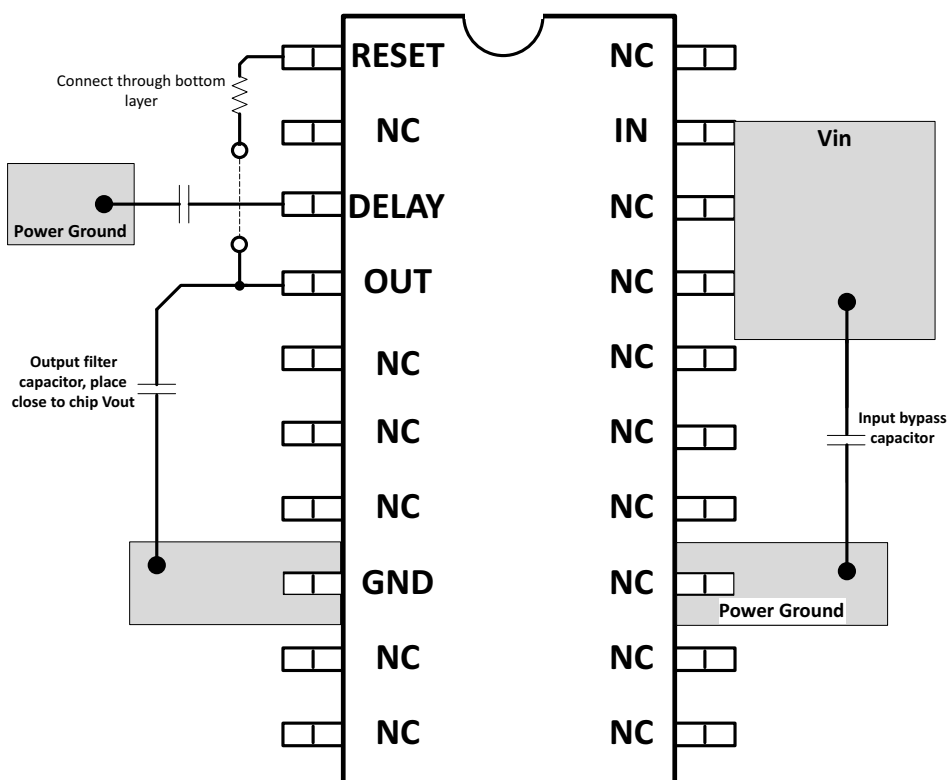 RESET
NC
Connect through bottom
layer
NC
IN
Vin
DELAY
NC
Power Ground
OUT
NC
Output filter
capacitor, place
close to chip Vout
NC
NC
Input bypass
capacitor
NC
NC
NC
NC
GND
NC
Power Ground
NC
NC
NC
NC